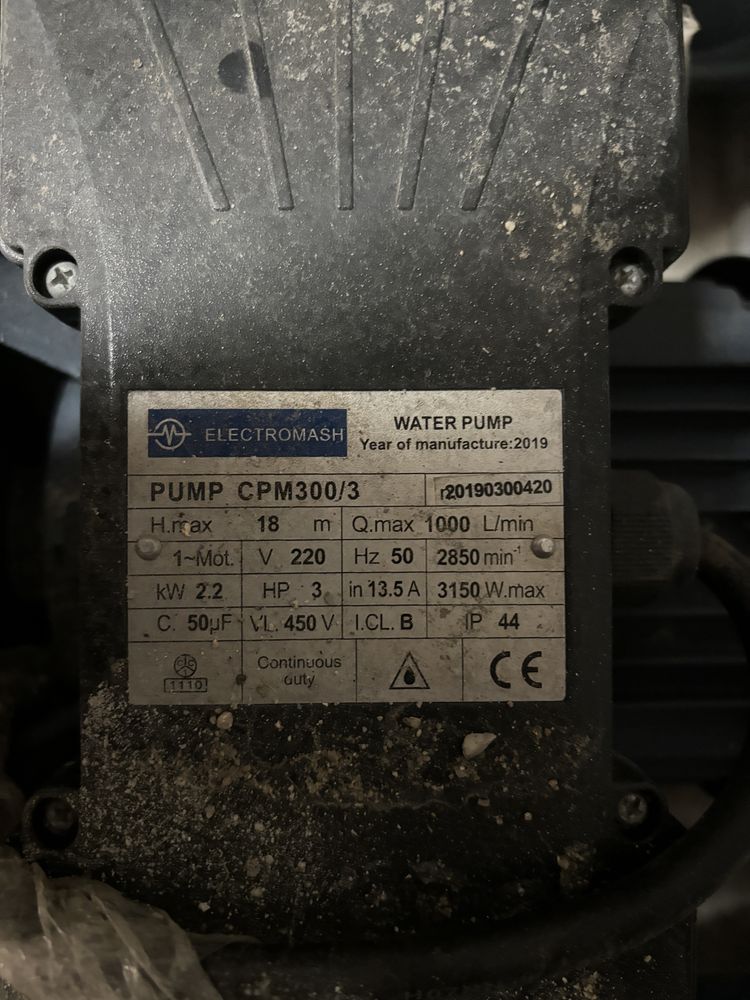 ELECTROMASH
WATER PUMP
Year of manufacture:2019
PUMP CPM300/3 r20190300420
H.max 18 m Q.max 1000 L/min
1~Mot. V 220 Hz 50 2850 min⁻¹
kW 2.2 HP 3 in 13.5 A 3150 W.max
C. 50µF VL. 450 V I.CL. B IP 44
1110
Continuous
duty
CE